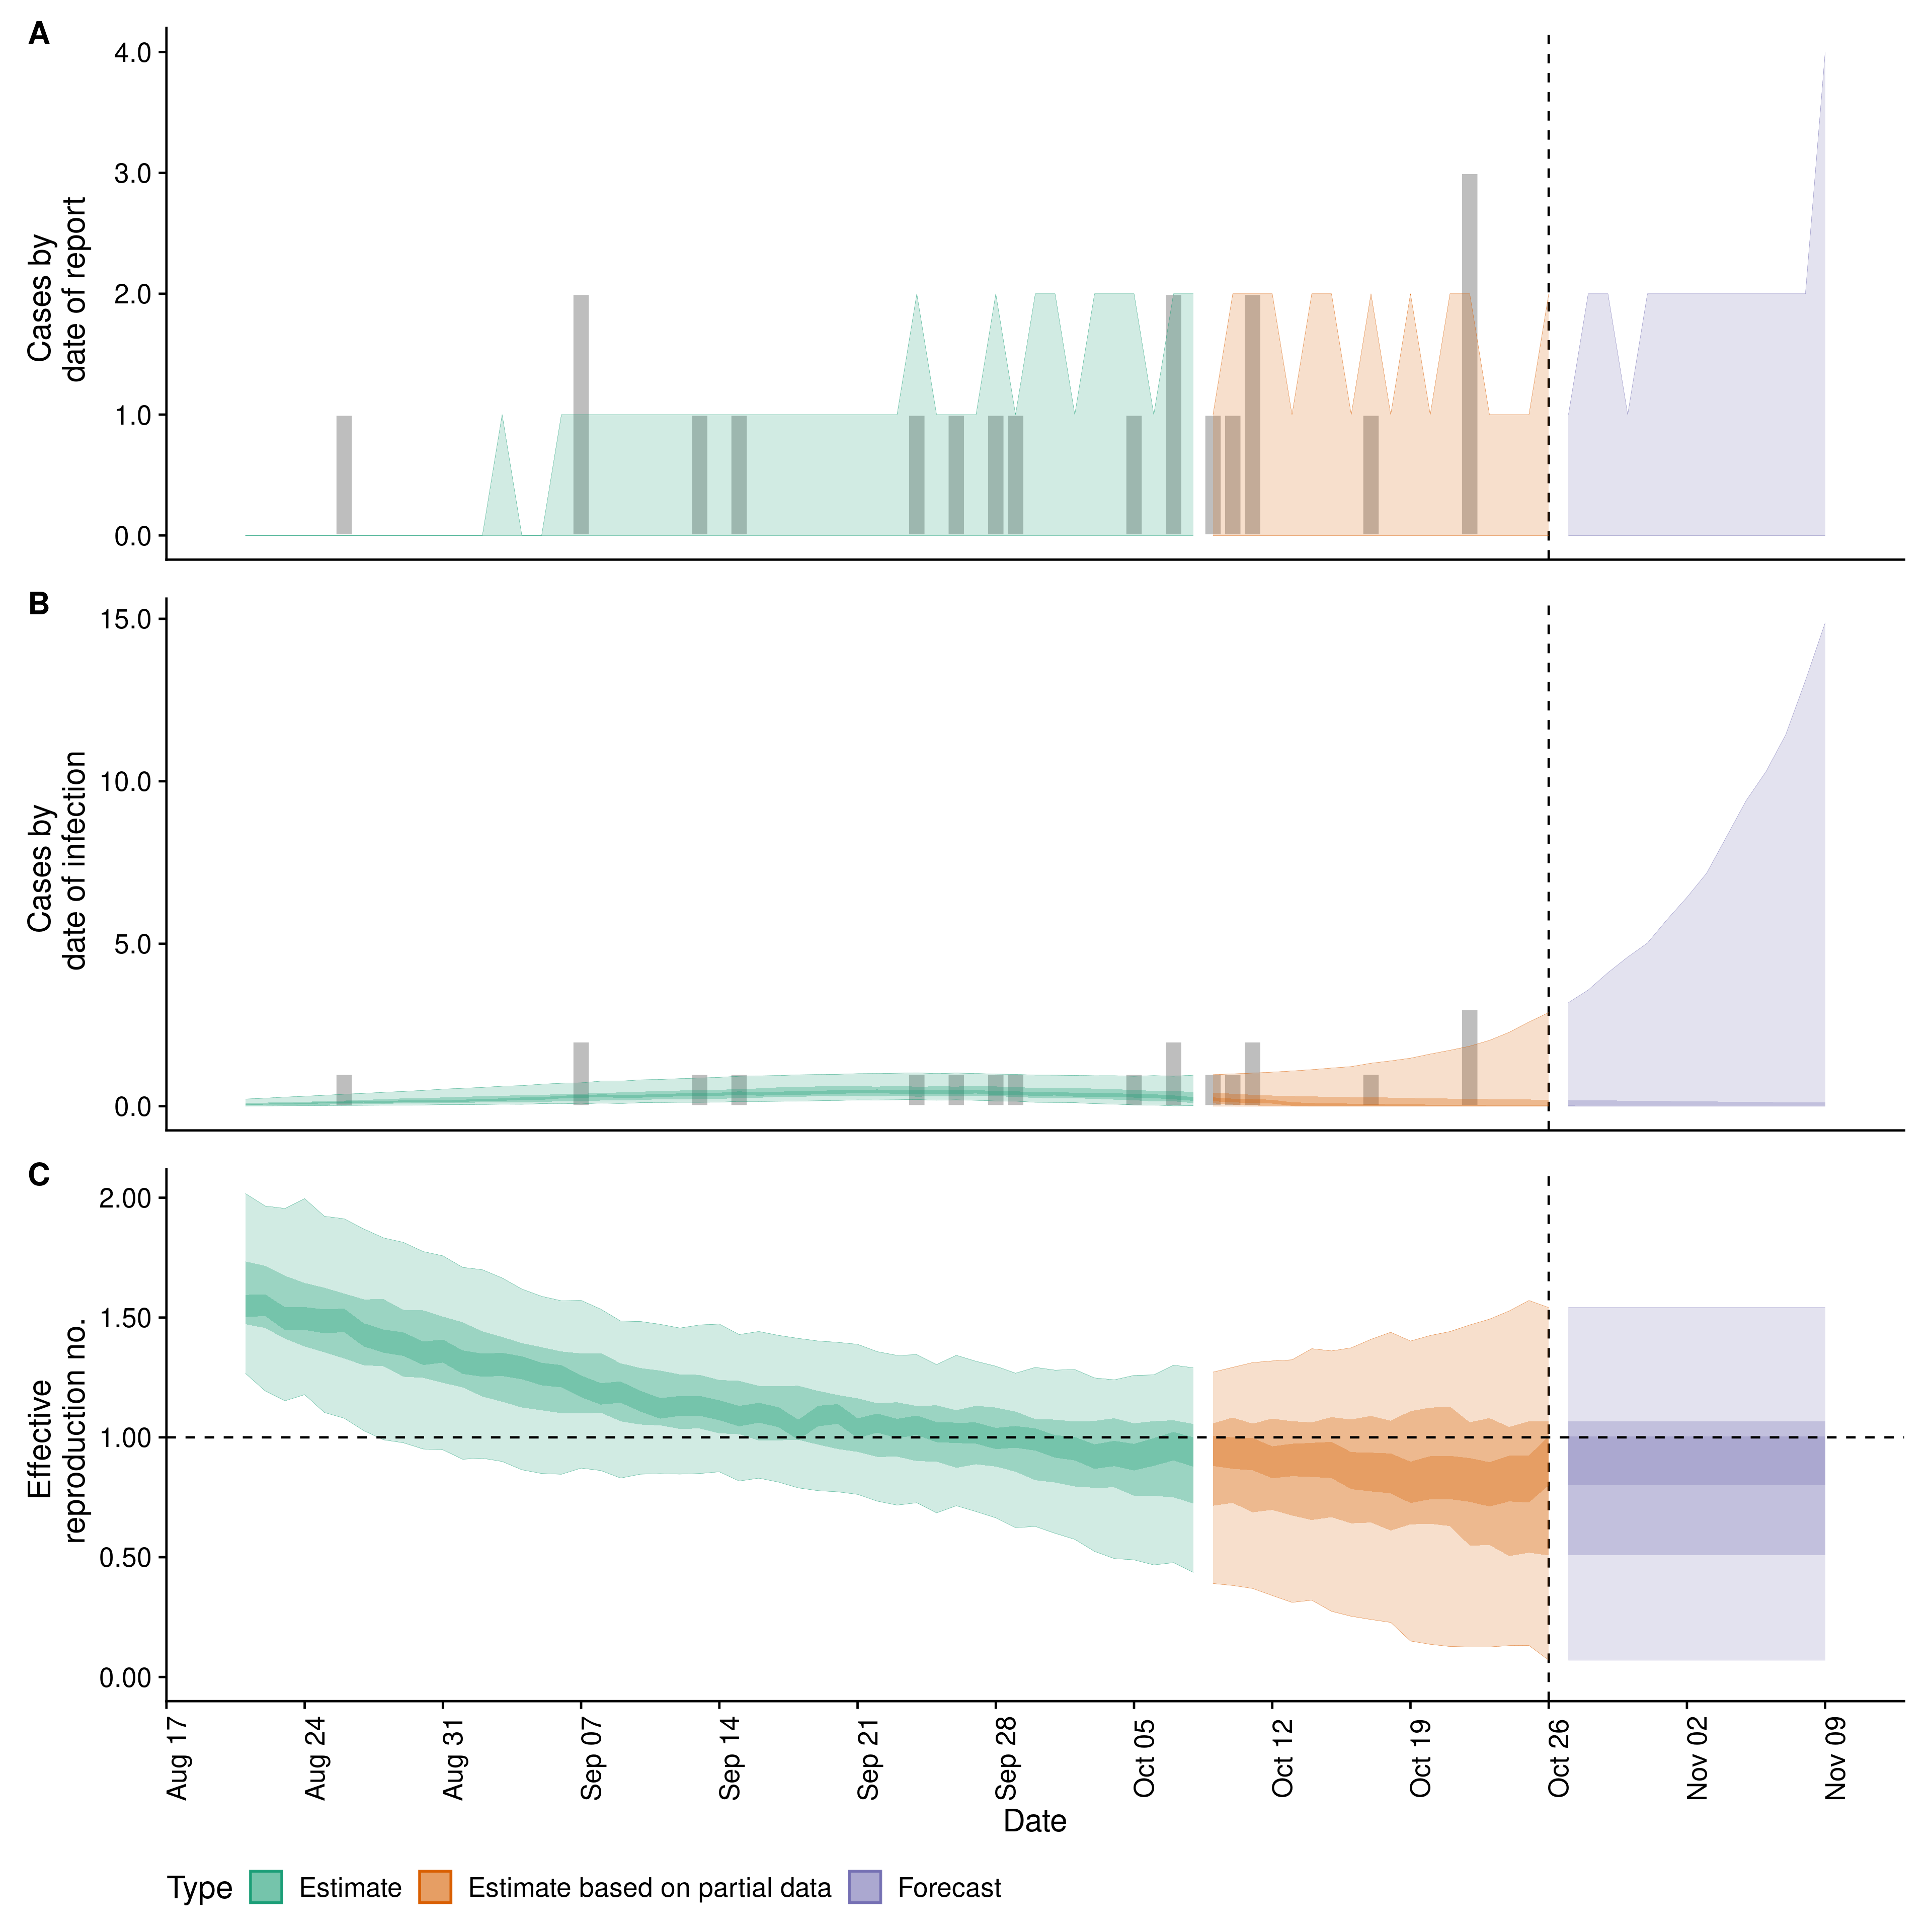 A
Cases by
date of report
4.0
3.0
2.0
1.0
0.0
B
Cases by
date of infection
15.0
10.0
5.0
0.0
C
Effective
reproduction no.
2.00
1.50
1.00
0.50
0.00
Aug 17
Aug 24
Aug 31
Sep 07
Sep 14
Sep 21
Sep 28
Oct 05
Oct 12
Oct 19
Oct 26
Nov 02
Nov 09
Date
Type Estimate Estimate based on partial data Forecast